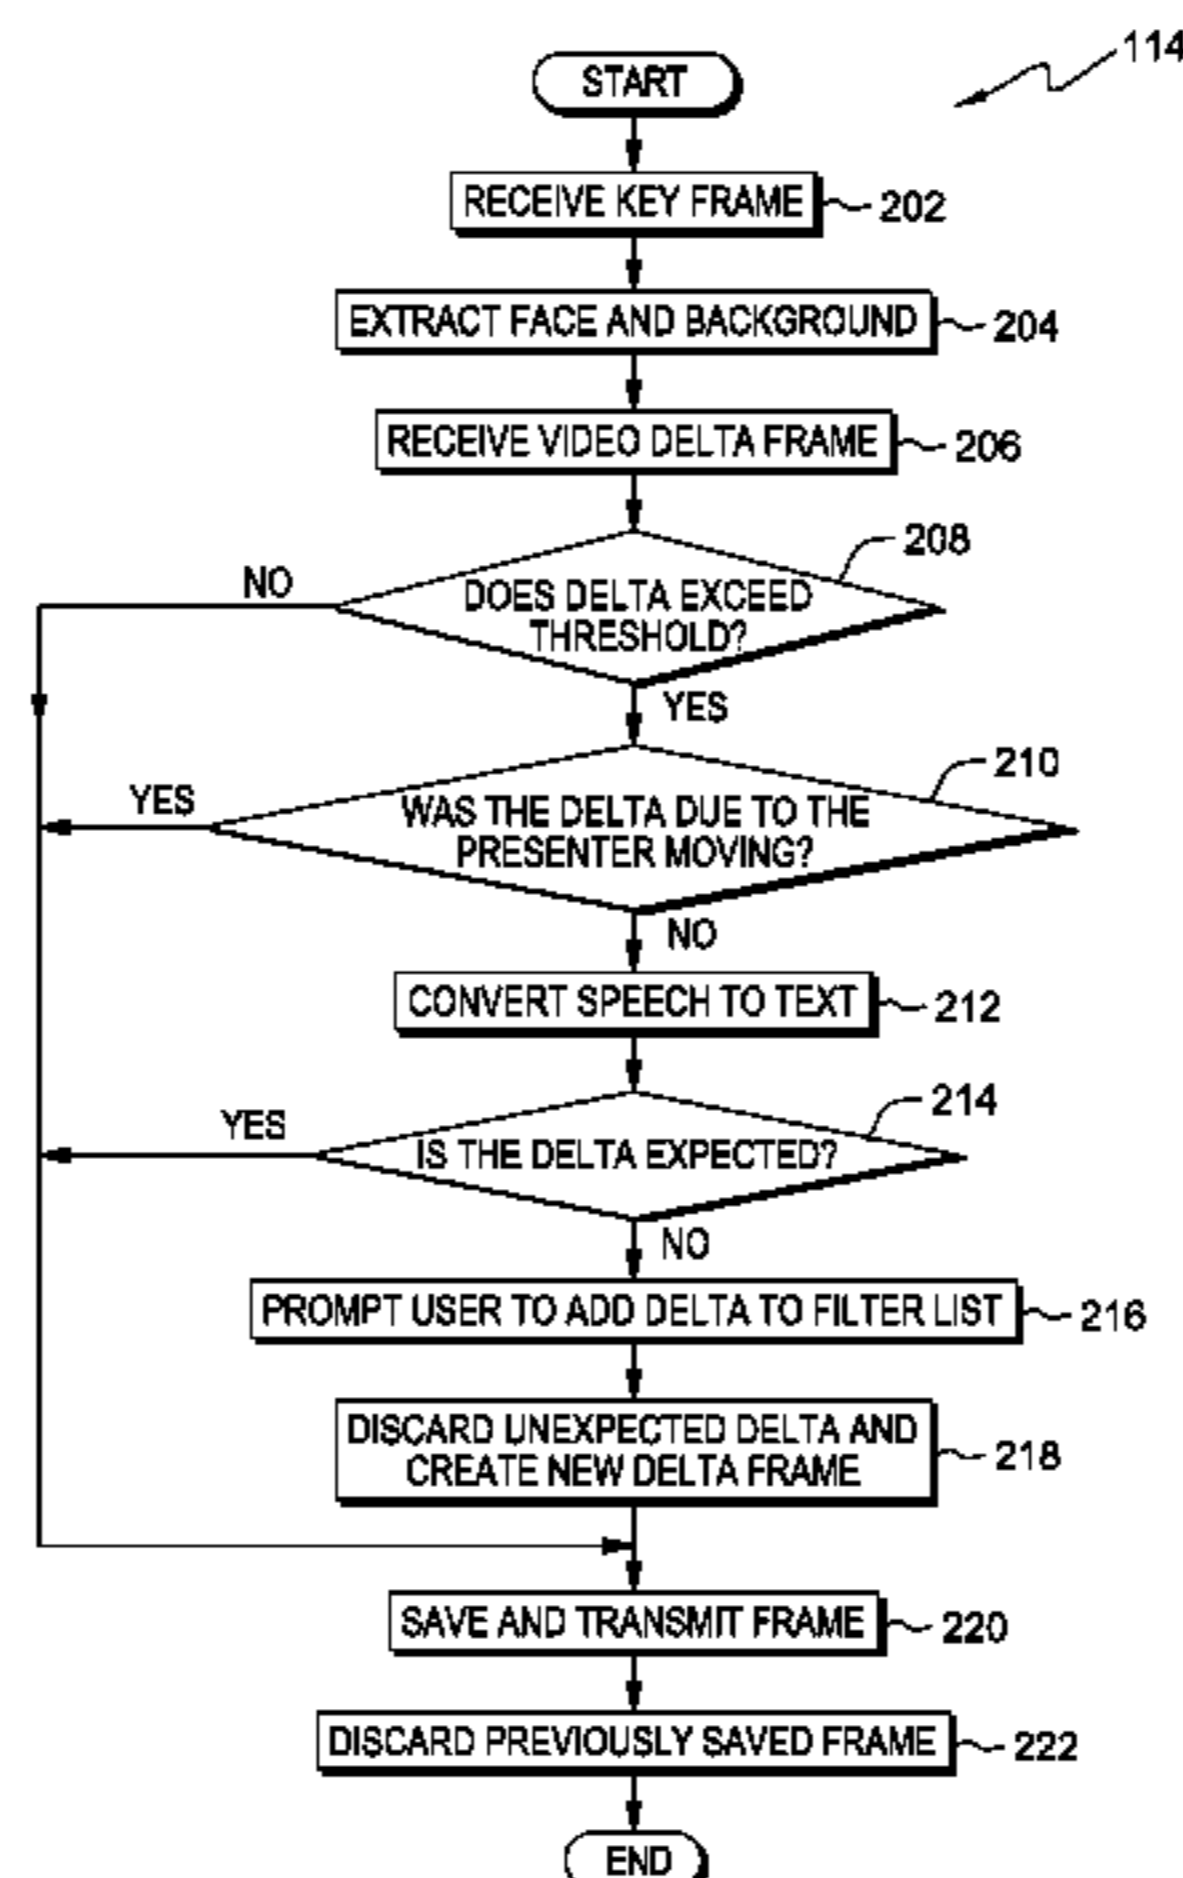 114
START
RECEIVE KEY FRAME
202
EXTRACT FACE AND BACKGROUND
204
RECEIVE VIDEO DELTA FRAME
206
208
NO
DOES DELTA EXCEED
THRESHOLD?
YES
210
YES
WAS THE DELTA DUE TO THE
PRESENTER MOVING?
NO
CONVERT SPEECH TO TEXT
212
214
YES
IS THE DELTA EXPECTED?
NO
PROMPT USER TO ADD DELTA TO FILTER LIST
216
DISCARD UNEXPECTED DELTA AND
CREATE NEW DELTA FRAME
218
SAVE AND TRANSMIT FRAME
220
DISCARD PREVIOUSLY SAVED FRAME
222
END